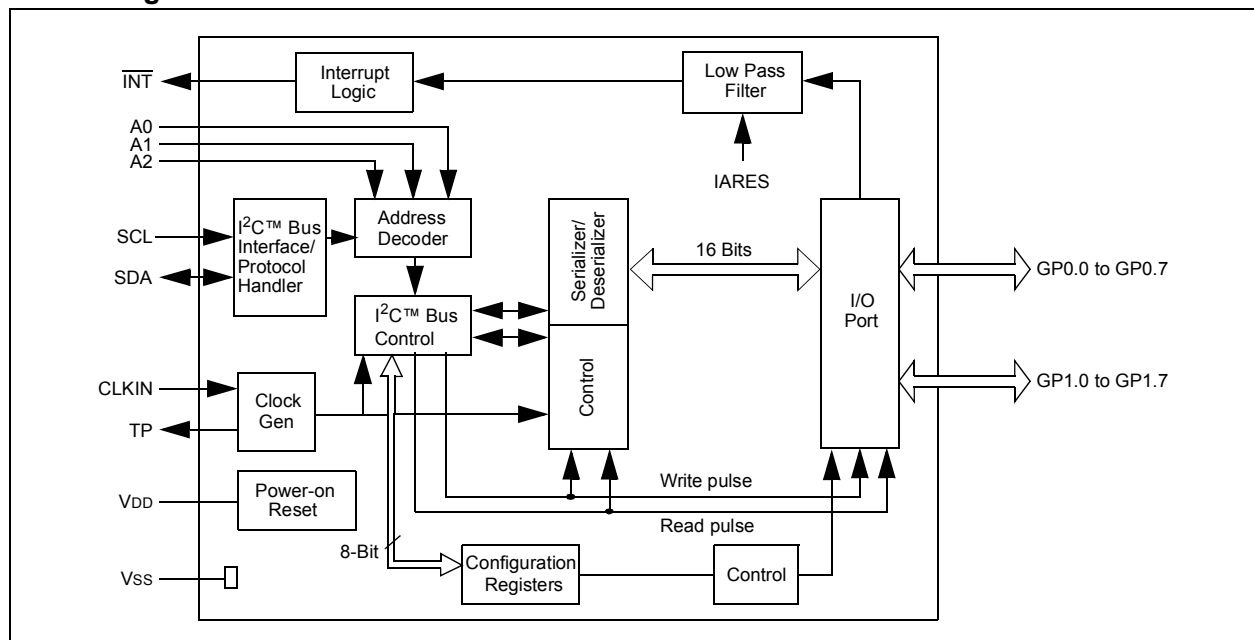 INT
A0
A1
A2
SCL
SDA
CLKIN
TP
VDD
VSS
Interrupt
Logic
Low Pass
Filter
IARES
I²C™ Bus
Interface/
Protocol
Handler
Address
Decoder
I²C™ Bus
Control
Serializer/
Deserializer
Control
16 Bits
I/O
Port
GP0.0 to GP0.7
GP1.0 to GP1.7
Clock
Gen
Power-on
Reset
Write pulse
Read pulse
8-Bit
Configuration
Registers
Control